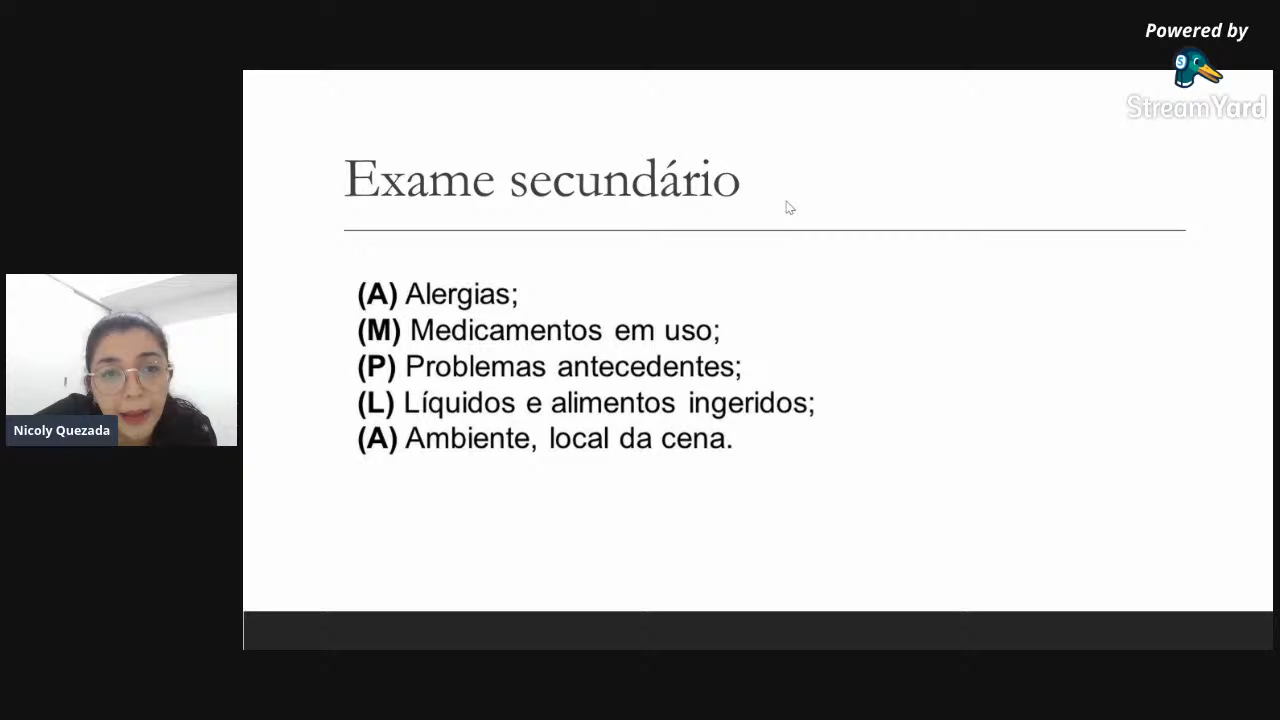 Powered by
StreamYard
Exame secundário
(A) Alergias;
(M) Medicamentos em uso;
(P) Problemas antecedentes;
(L) Líquidos e alimentos ingeridos;
(A) Ambiente, local da cena.
Nicoly Quezada